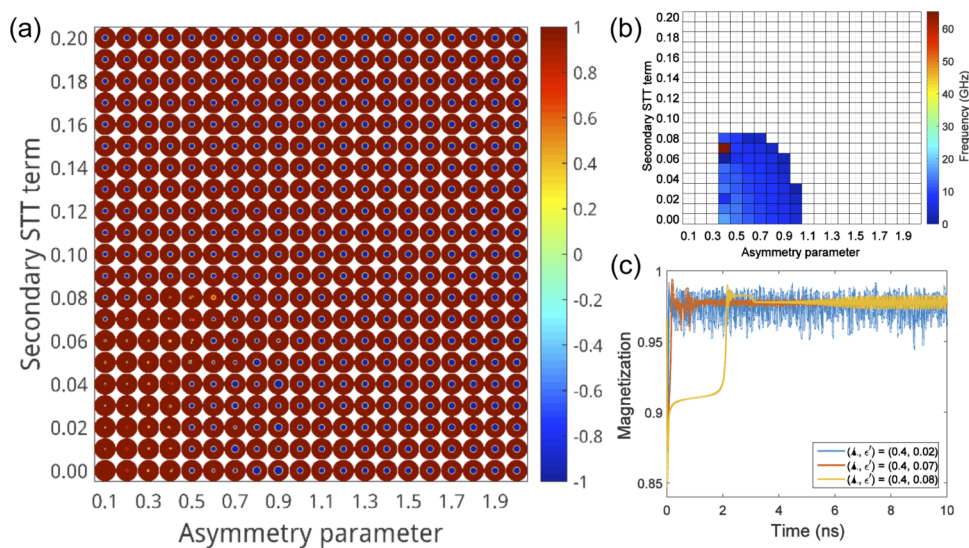 (a)
0.20
0.18
0.16
0.14
0.12
0.10
0.08
0.06
0.04
0.02
0.00
Secondary STT term
0.1 0.3 0.5 0.7 0.9 1.1 1.3 1.5 1.7 1.9
Asymmetry parameter
1
0.8
0.6
0.4
0.2
0
-0.2
-0.4
-0.6
-0.8
-1
(b)
0.20
0.18
0.16
0.14
0.12
0.10
0.08
0.06
0.04
0.02
0.00
Secondary STT term
0.1 0.3 0.5 0.7 0.9 1.1 1.3 1.5 1.7 1.9
Asymmetry parameter
60
50
40
30
20
10
0
Frequency (GHz)
(c)
1
0.95
0.9
0.85
Magnetization
(Λ, ϵ′) = (0.4, 0.02)
(Λ, ϵ′) = (0.4, 0.07)
(Λ, ϵ′) = (0.4, 0.08)
0 2 4 6 8 10
Time (ns)